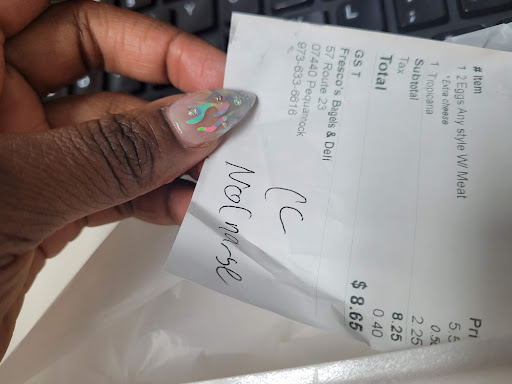 # Item Pri
1 2 Eggs Any style W/ Meat 5.5
* Extra cheese 0.5
1 Tropicana 2.25
Subtotal 8.25
Tax 0.40
Total $ 8.65
GST
Fresco's Bagels & Deli
57 Route 23
07440 Pequannock
973-633-6616
CC